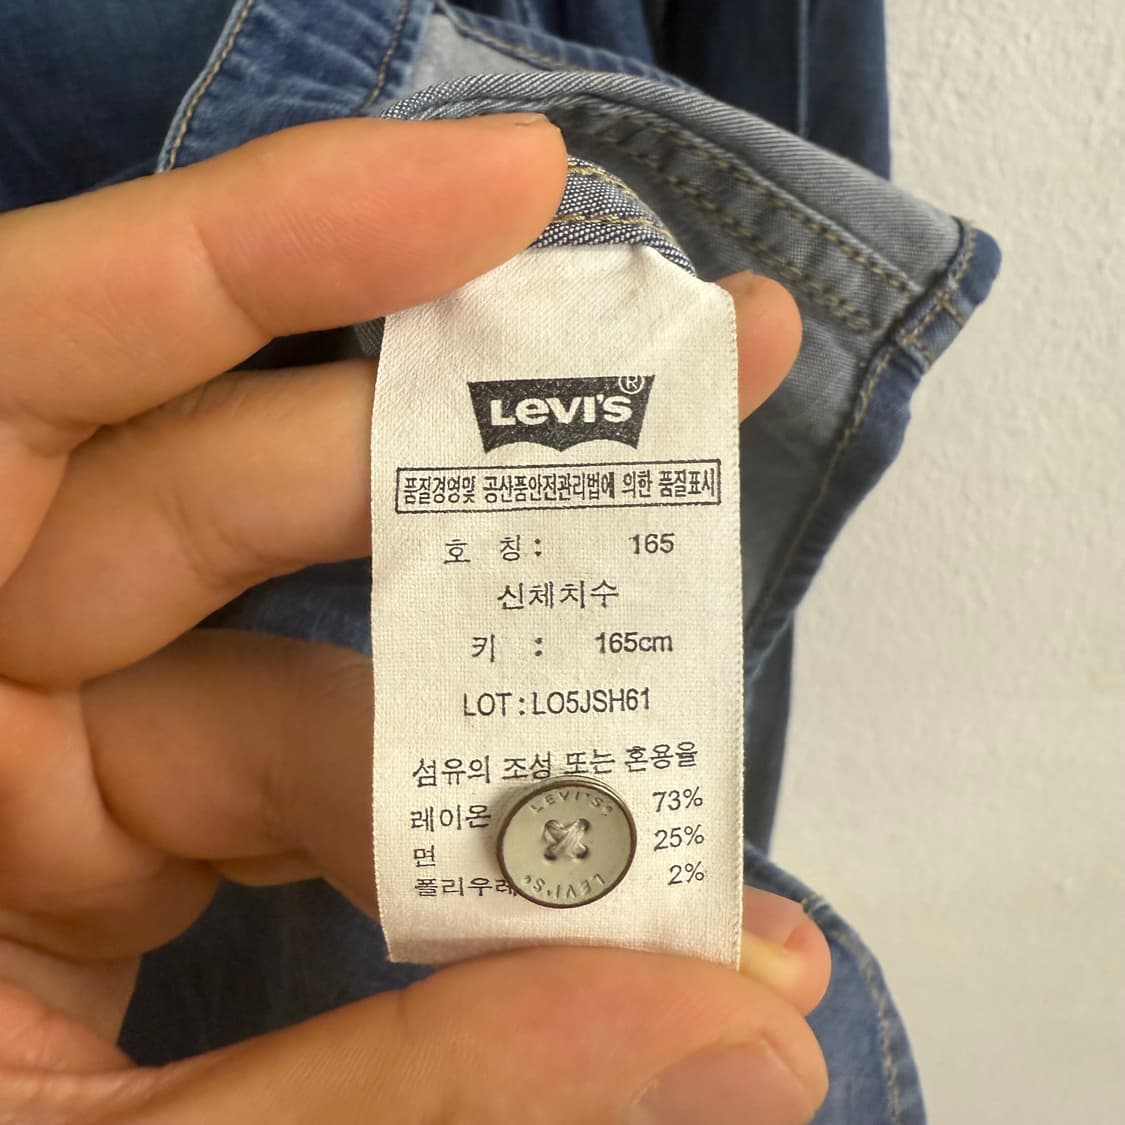 LEVI'S®
품질경영및 공산품안전관리법에 의한 품질표시
호 칭 : 165
신체치수
키 : 165cm
LOT : LO5JSH61
섬유의 조성 또는 혼용율
레이온 73%
면 25%
폴리우레 2%
LEVI'S®
LEVI'S®